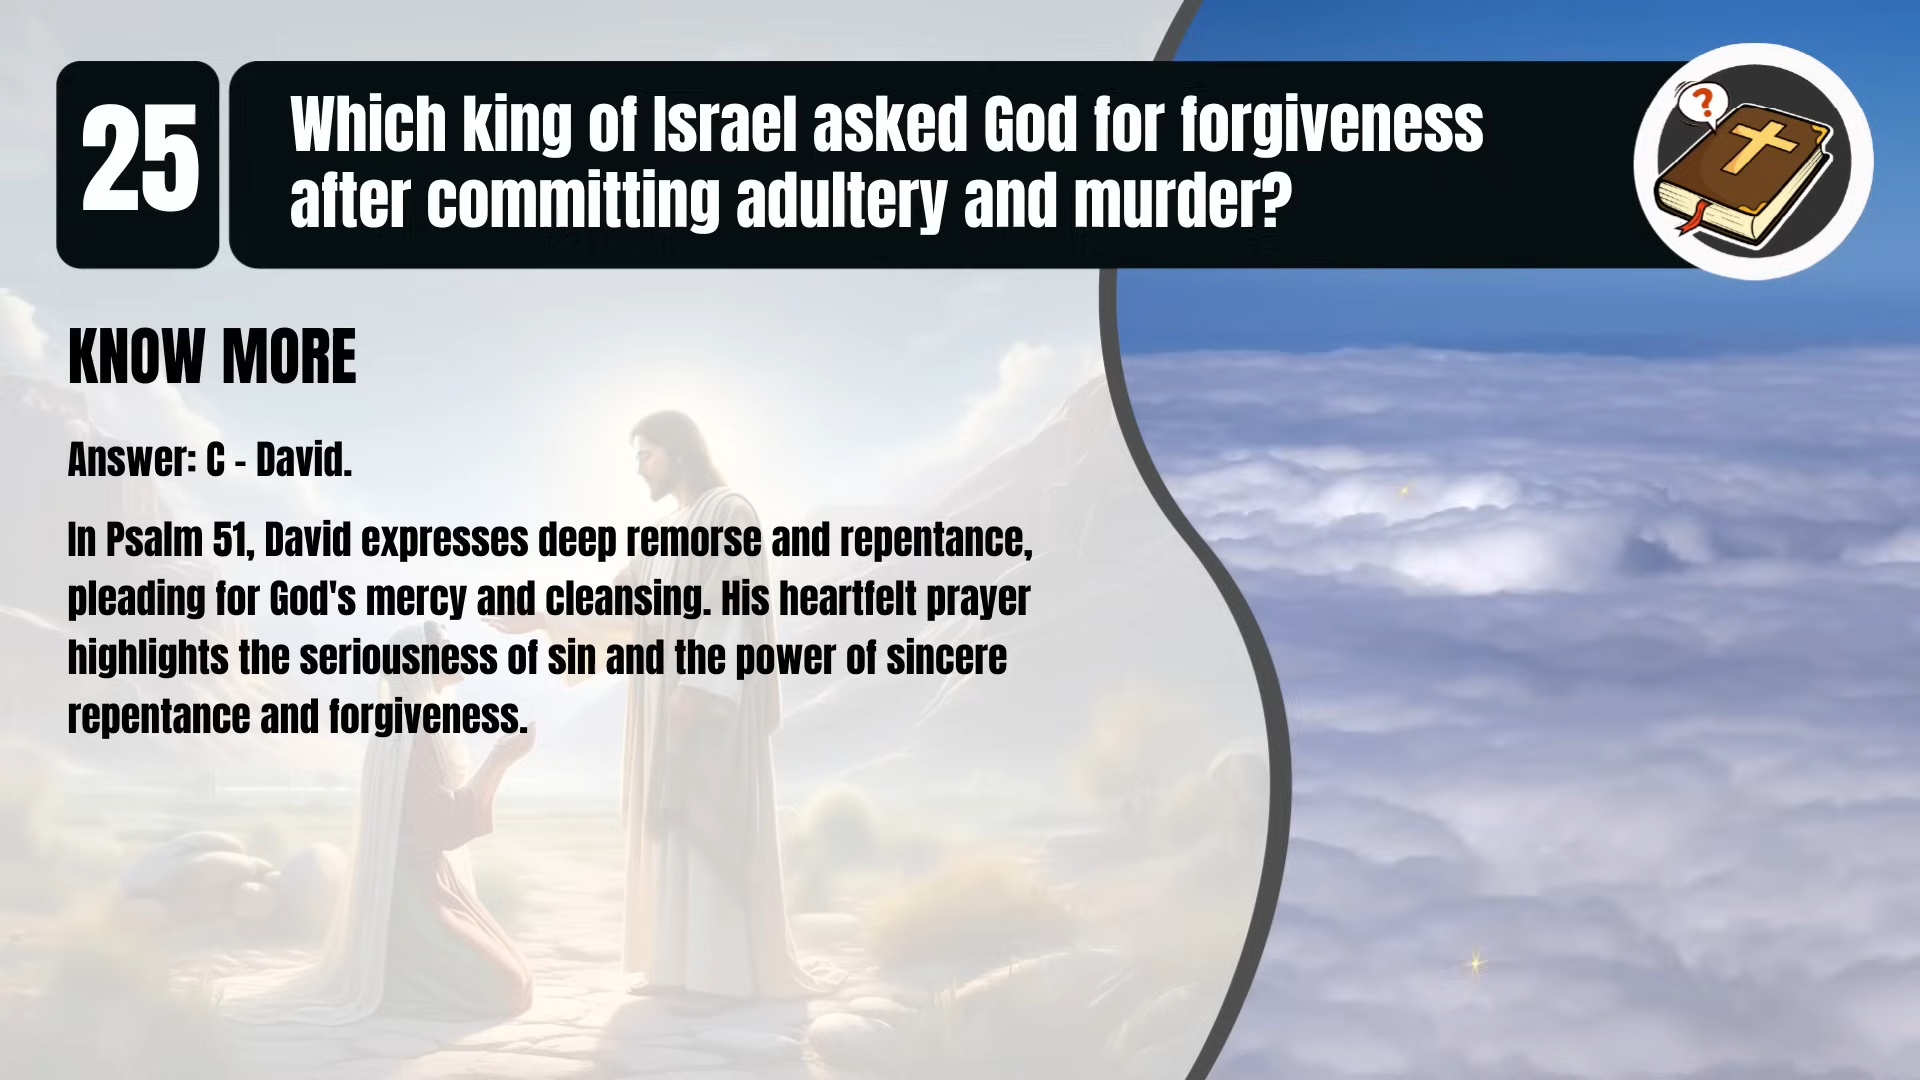 25
Which king of Israel asked God for forgiveness
after committing adultery and murder?
?
KNOW MORE
Answer: C - David.
In Psalm 51, David expresses deep remorse and repentance,
pleading for God's mercy and cleansing. His heartfelt prayer
highlights the seriousness of sin and the power of sincere
repentance and forgiveness.